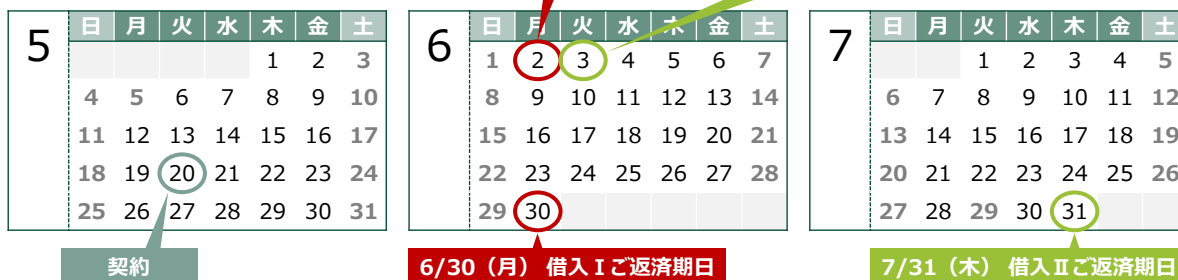 5
日 月 火 水 木 金 土
1 2 3
4 5 6 7 8 9 10
11 12 13 14 15 16 17
18 19 20 21 22 23 24
25 26 27 28 29 30 31
契約
6
日 月 火 水 木 金 土
1 2 3 4 5 6 7
8 9 10 11 12 13 14
15 16 17 18 19 20 21
22 23 24 25 26 27 28
29 30
6/30（月） 借入Ⅰご返済期日
7
日 月 火 水 木 金 土
1 2 3 4 5
6 7 8 9 10 11 12
13 14 15 16 17 18 19
20 21 22 23 24 25 26
27 28 29 30 31
7/31（木） 借入Ⅱご返済期日